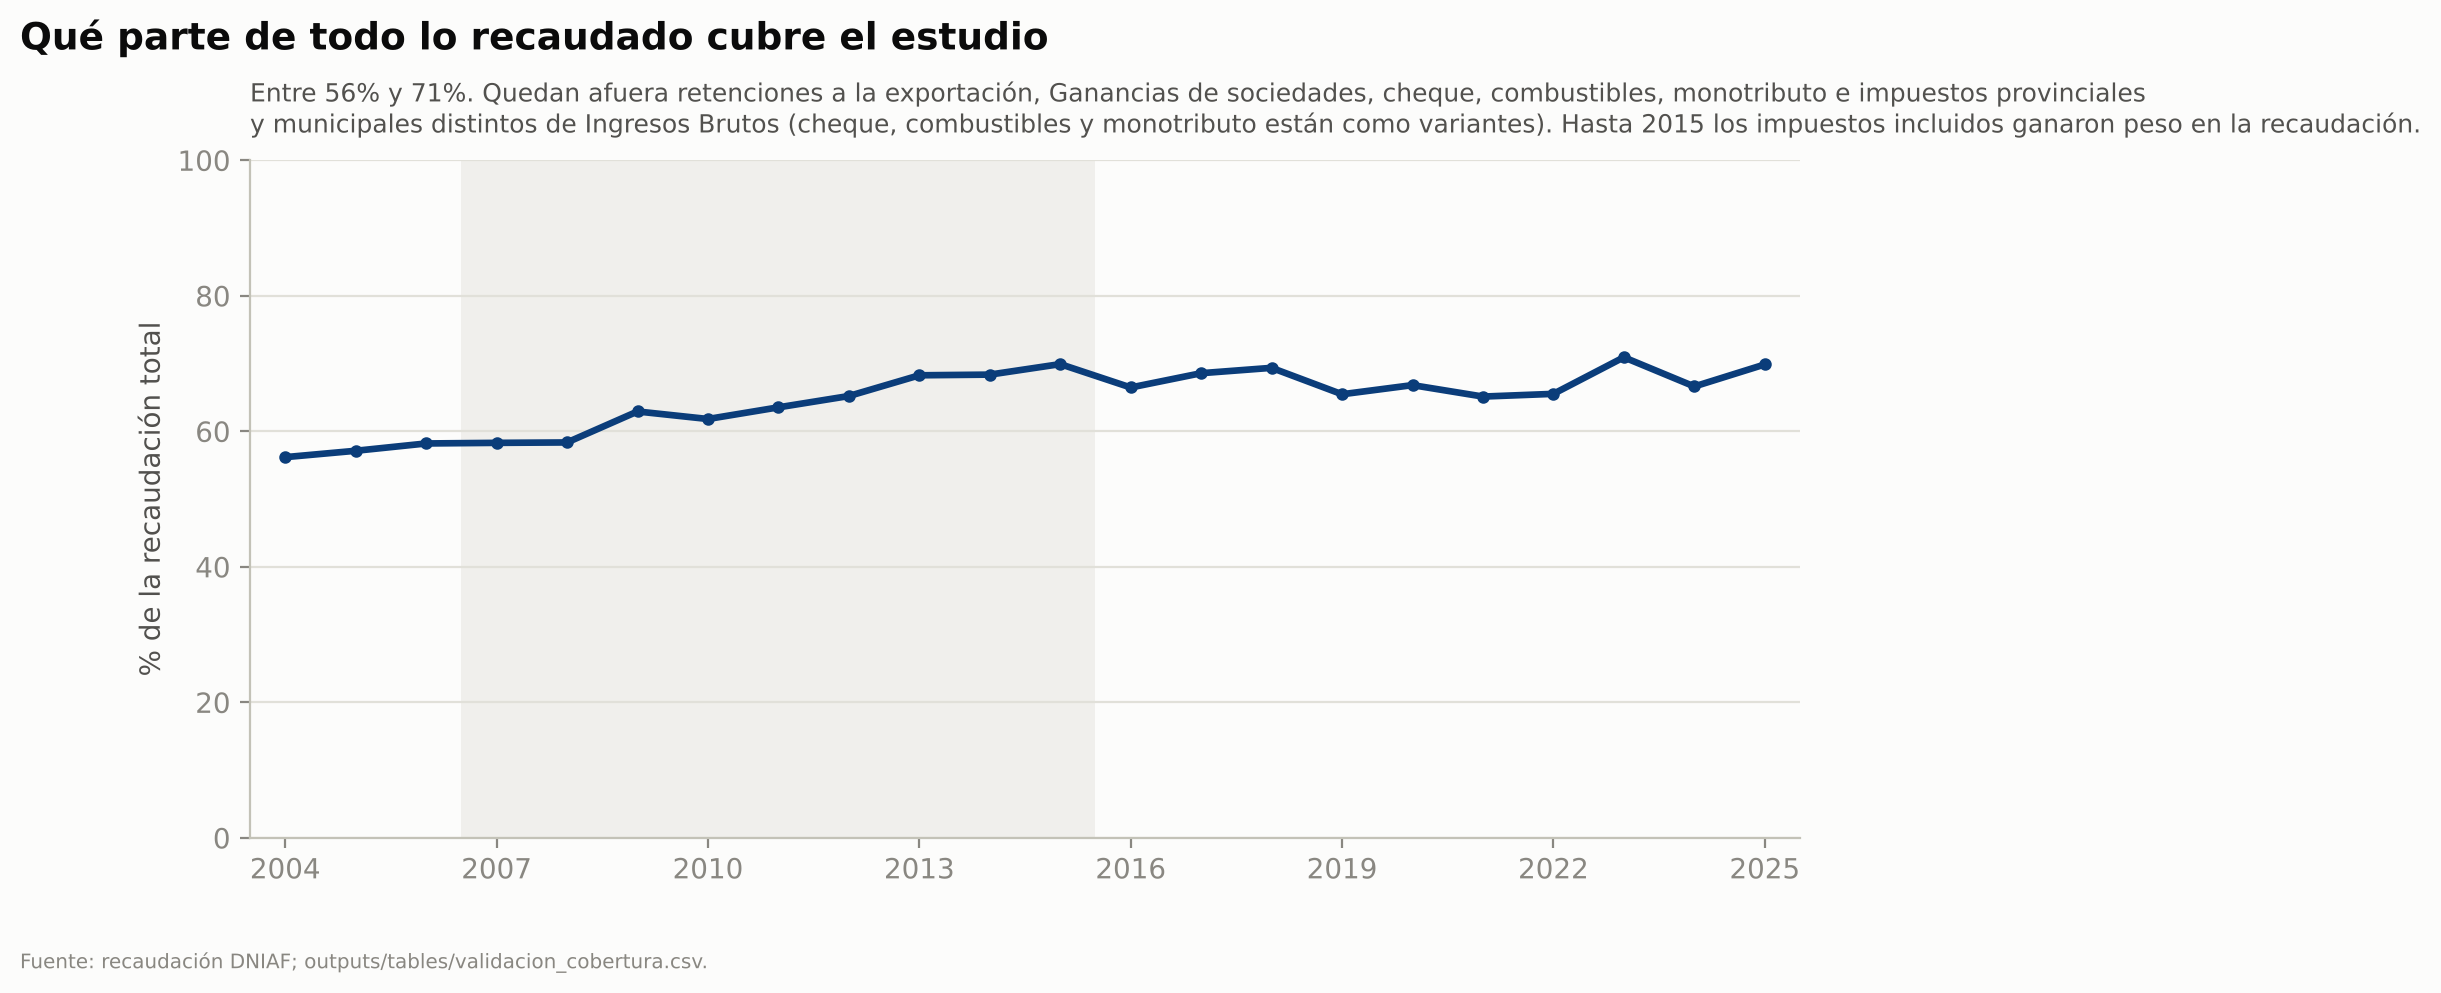 Qué parte de todo lo recaudado cubre el estudio
Entre 56% y 71%. Quedan afuera retenciones a la exportación, Ganancias de sociedades, cheque, combustibles, monotributo e impuestos provinciales
y municipales distintos de Ingresos Brutos (cheque, combustibles y monotributo están como variantes). Hasta 2015 los impuestos incluidos ganaron peso en la recaudación.
% de la recaudación total
100
80
60
40
20
0
2004 2007 2010 2013 2016 2019 2022 2025
Fuente: recaudación DNIAF; outputs/tables/validacion_cobertura.csv.